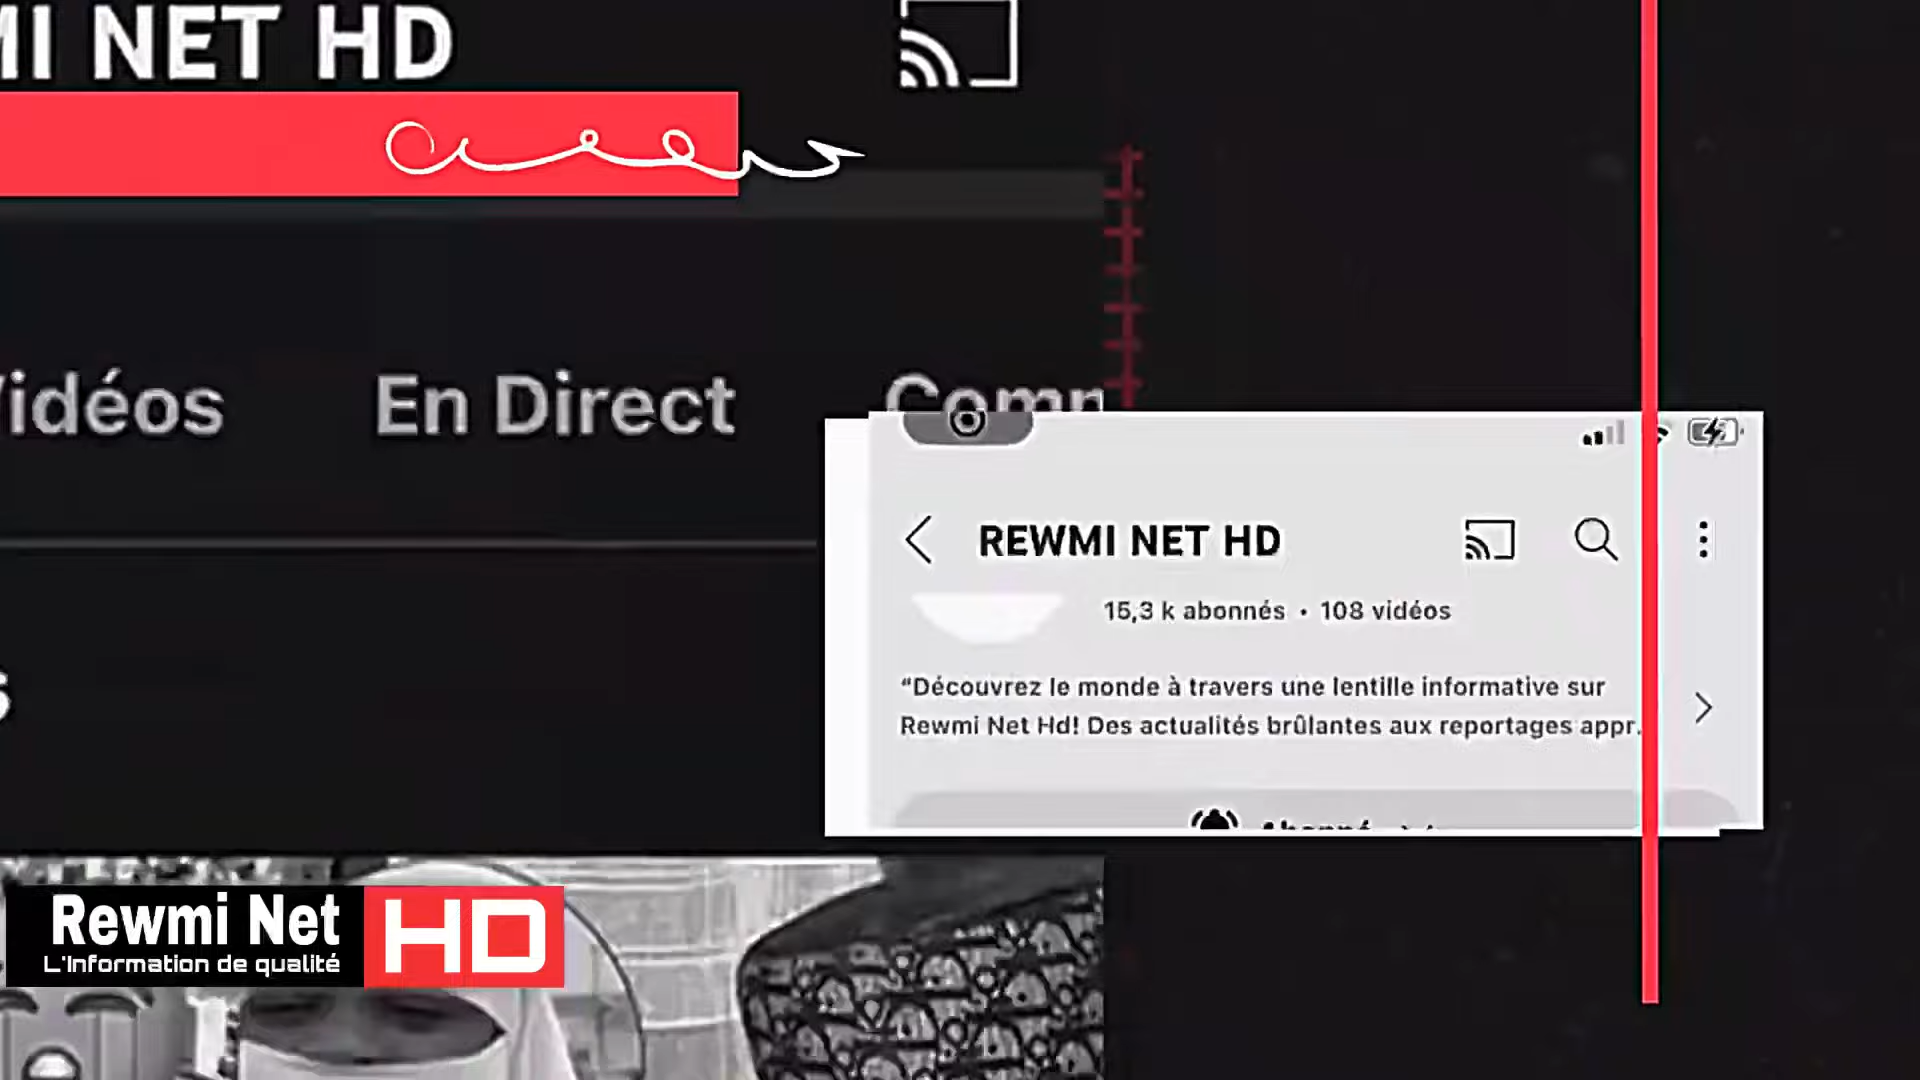 NET HD
En Direct
REWMI NET HD
15,3 k abonnés • 108 vidéos
“Découvrez le monde à travers une lentille informative sur
Rewmi Net Hd! Des actualités brûlantes aux reportages appr.
Rewmi Net HD
L'Information de qualité